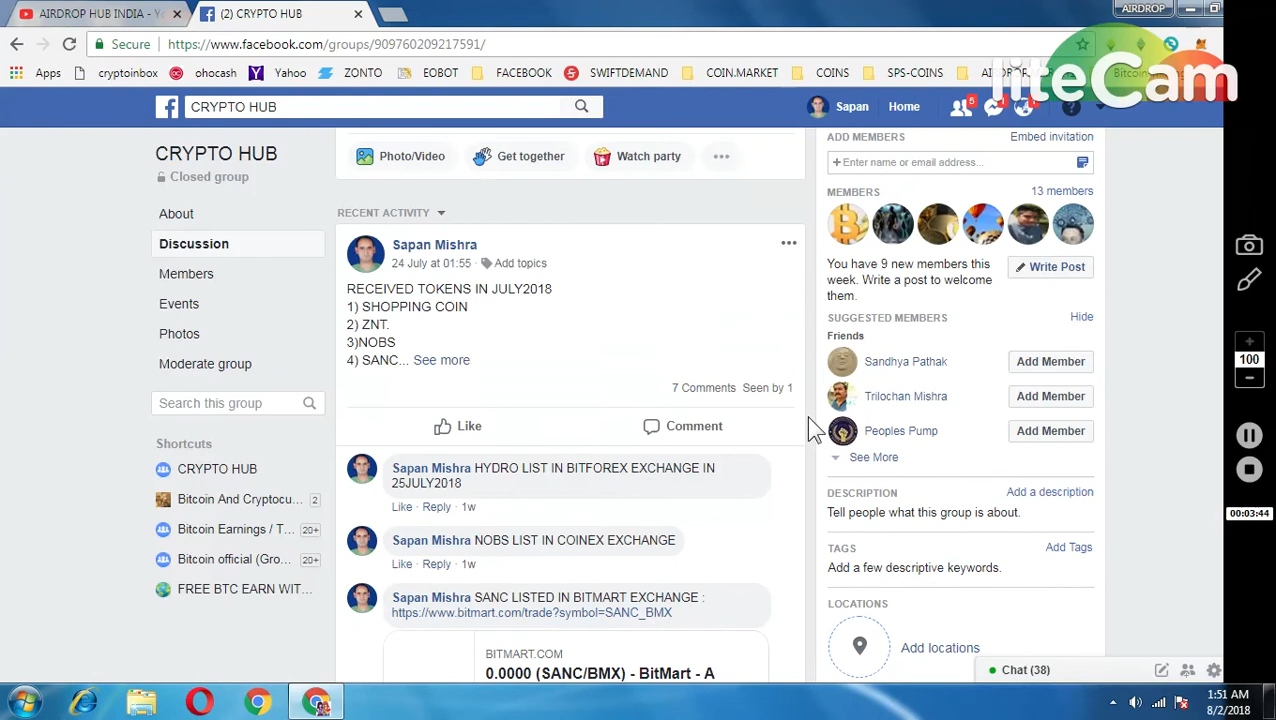 AIRDROP HUB INDIA - Y
(2) CRYPTO HUB
AIRDROP
Secure
https://www.facebook.com/groups/909760209217591/
Apps
cryptoinbox
ohocash
Yahoo
EOBOT
FACEBOOK
SWIFTDEMAND
COIN.MARKET
COINS
SPS-COINS
liteCam
CRYPTO HUB
Sapan
Home
5
CRYPTO HUB
Closed group
About
Discussion
Members
Events
Photos
Moderate group
Search this group
Shortcuts
CRYPTO HUB
Bitcoin And Cryptocu...
2
Bitcoin Earnings / T...
20+
Bitcoin official (Gro...
20+
FREE BTC EARN WIT...
Photo/Video
Get together
Watch party
RECENT ACTIVITY
Sapan Mishra
24 July at 01:55 · Add topics
RECEIVED TOKENS IN JULY2018
1) SHOPPING COIN
2) ZNT.
3)NOBS
4) SANC... See more
7 Comments Seen by 1
Like
Comment
Sapan Mishra HYDRO LIST IN BITFOREX EXCHANGE IN
25JULY2018
Like · Reply · 1w
Sapan Mishra NOBS LIST IN COINEX EXCHANGE
Like · Reply · 1w
Sapan Mishra SANC LISTED IN BITMART EXCHANGE :
https://www.bitmart.com/trade?symbol=SANC_BMX
BITMART.COM
0.0000 (SANC/BMX) - BitMart - A
ADD MEMBERS
Embed invitation
+Enter name or email address...
MEMBERS
13 members
You have 9 new members this
week. Write a post to welcome
them.
Write Post
SUGGESTED MEMBERS
Hide
Friends
Sandhya Pathak
Add Member
Trilochan Mishra
Add Member
Peoples Pump
Add Member
See More
DESCRIPTION
Add a description
Tell people what this group is about.
TAGS
Add Tags
Add a few descriptive keywords.
LOCATIONS
Add locations
Chat (38)
100
00:03:44
1:51 AM
8/2/2018